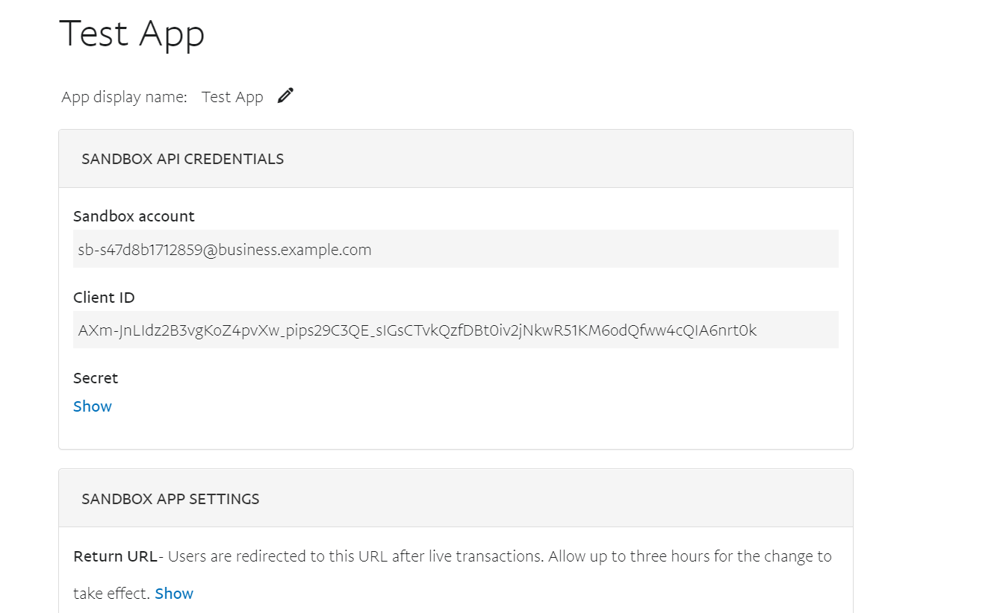 Test App
App display name: Test App
SANDBOX API CREDENTIALS
Sandbox account
sb-s47d8b1712859@business.example.com
Client ID
AXm-JnLIdz2B3vgKoZ4pvXw_pips29C3QE_sIGsCTvkQzfDBt0iv2jNkwR51KM6odQfww4cQIA6nrt0k
Secret
Show
SANDBOX APP SETTINGS
Return URL- Users are redirected to this URL after live transactions. Allow up to three hours for the change to
take effect. Show